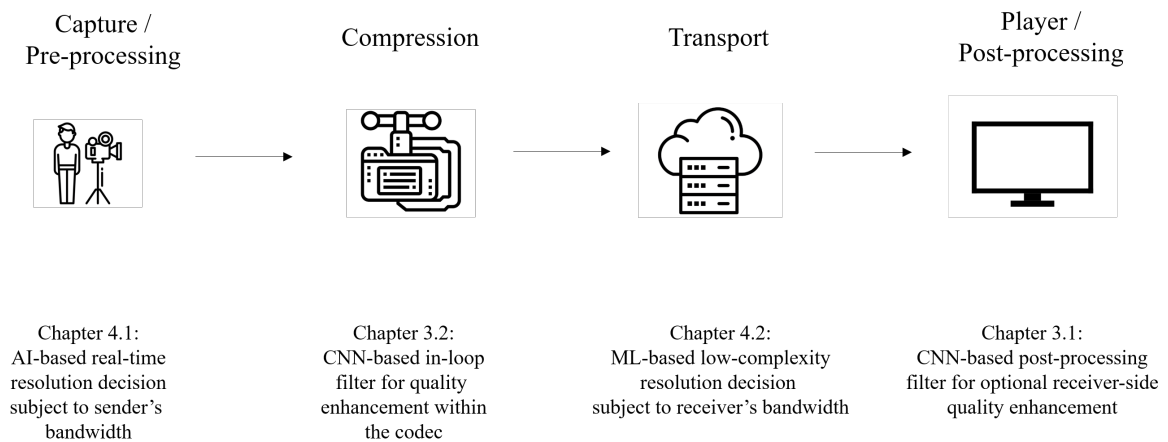 Capture /
Pre-processing
Compression
Transport
Player /
Post-processing
Chapter 4.1:
AI-based real-time
resolution decision
subject to sender's
bandwidth
Chapter 3.2:
CNN-based in-loop
filter for quality
enhancement within
the codec
Chapter 4.2:
ML-based low-complexity
resolution decision
subject to receiver's bandwidth
Chapter 3.1:
CNN-based post-processing
filter for optional receiver-side
quality enhancement